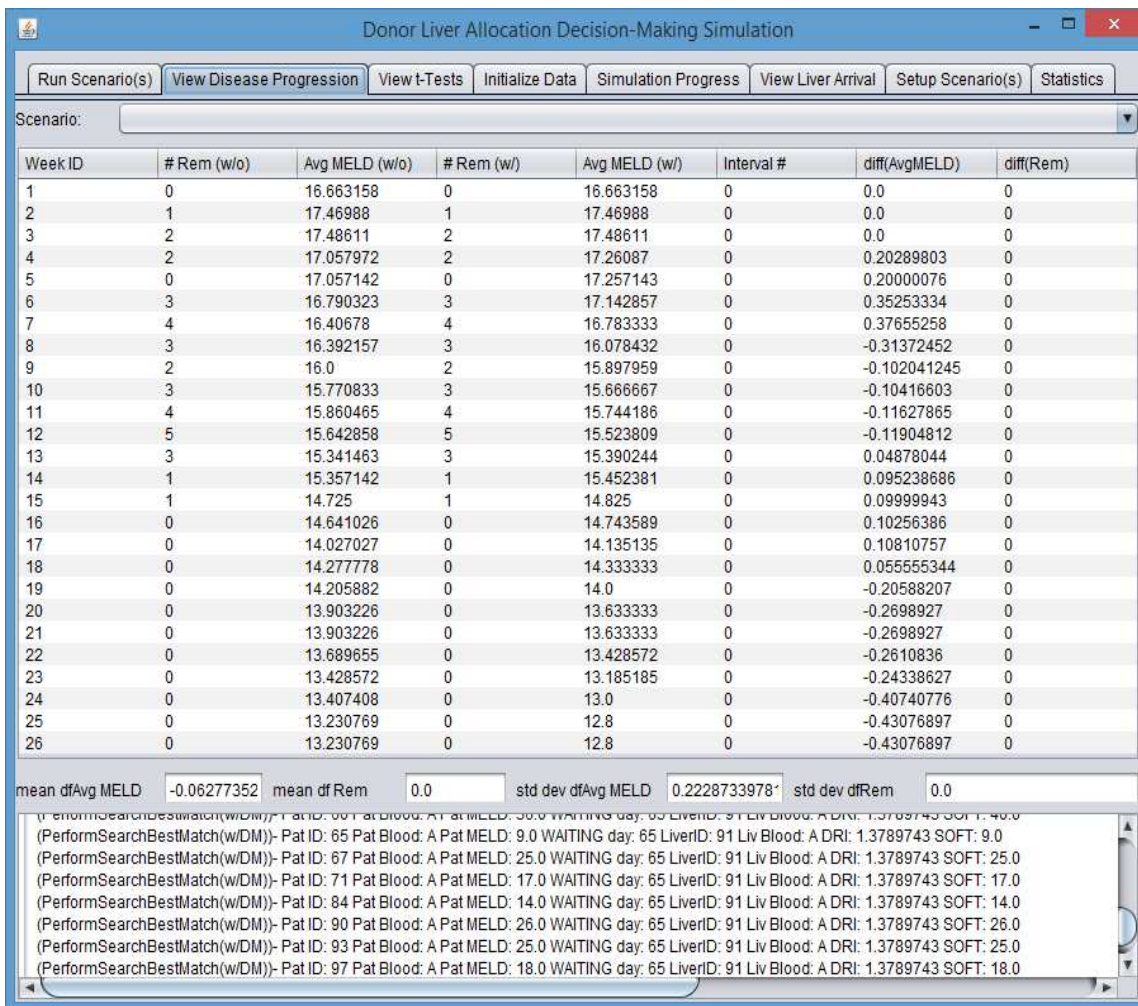 Donor Liver Allocation Decision-Making Simulation
Run Scenario(s) View Disease Progression View t-Tests Initialize Data Simulation Progress View Liver Arrival Setup Scenario(s) Statistics
Scenario:
Week ID # Rem (w/o) Avg MELD (w/o) # Rem (w/) Avg MELD (w/) Interval # diff(AvgMELD) diff(Rem)
1 0 16.663158 0 16.663158 0 0.0 0
2 1 17.46988 1 17.46988 0 0.0 0
3 2 17.48611 2 17.48611 0 0.0 0
4 2 17.057972 2 17.26087 0 0.20289803 0
5 0 17.057142 0 17.257143 0 0.20000076 0
6 3 16.790323 3 17.142857 0 0.35253334 0
7 4 16.40678 4 16.783333 0 0.37655258 0
8 3 16.392157 3 16.078432 0 -0.31372452 0
9 2 16.0 2 15.897959 0 -0.102041245 0
10 3 15.770833 3 15.666667 0 -0.10416603 0
11 4 15.860465 4 15.744186 0 -0.11627865 0
12 5 15.642858 5 15.523809 0 -0.11904812 0
13 3 15.341463 3 15.390244 0 0.04878044 0
14 1 15.357142 1 15.452381 0 0.095238686 0
15 1 14.725 1 14.825 0 0.09999943 0
16 0 14.641026 0 14.743589 0 0.10256386 0
17 0 14.027027 0 14.135135 0 0.10810757 0
18 0 14.277778 0 14.333333 0 0.055555344 0
19 0 14.205882 0 14.0 0 -0.20588207 0
20 0 13.903226 0 13.633333 0 -0.2698927 0
21 0 13.903226 0 13.633333 0 -0.2698927 0
22 0 13.689655 0 13.428572 0 -0.2610836 0
23 0 13.428572 0 13.185185 0 -0.24338627 0
24 0 13.407408 0 13.0 0 -0.40740776 0
25 0 13.230769 0 12.8 0 -0.43076897 0
26 0 13.230769 0 12.8 0 -0.43076897 0
mean dfAvg MELD -0.06277352 mean df Rem 0.0 std dev dfAvg MELD 0.2228733978 std dev dfRem 0.0
(PerformSearchBestMatch(w/DM))- Pat ID: 65 Pat Blood: A Pat MELD: 9.0 WAITING day: 65 LiverID: 91 Liv Blood: A DRI: 1.3789743 SOFT: 9.0
(PerformSearchBestMatch(w/DM))- Pat ID: 67 Pat Blood: A Pat MELD: 25.0 WAITING day: 65 LiverID: 91 Liv Blood: A DRI: 1.3789743 SOFT: 25.0
(PerformSearchBestMatch(w/DM))- Pat ID: 71 Pat Blood: A Pat MELD: 17.0 WAITING day: 65 LiverID: 91 Liv Blood: A DRI: 1.3789743 SOFT: 17.0
(PerformSearchBestMatch(w/DM))- Pat ID: 84 Pat Blood: A Pat MELD: 14.0 WAITING day: 65 LiverID: 91 Liv Blood: A DRI: 1.3789743 SOFT: 14.0
(PerformSearchBestMatch(w/DM))- Pat ID: 90 Pat Blood: A Pat MELD: 26.0 WAITING day: 65 LiverID: 91 Liv Blood: A DRI: 1.3789743 SOFT: 26.0
(PerformSearchBestMatch(w/DM))- Pat ID: 93 Pat Blood: A Pat MELD: 25.0 WAITING day: 65 LiverID: 91 Liv Blood: A DRI: 1.3789743 SOFT: 25.0
(PerformSearchBestMatch(w/DM))- Pat ID: 97 Pat Blood: A Pat MELD: 18.0 WAITING day: 65 LiverID: 91 Liv Blood: A DRI: 1.3789743 SOFT: 18.0